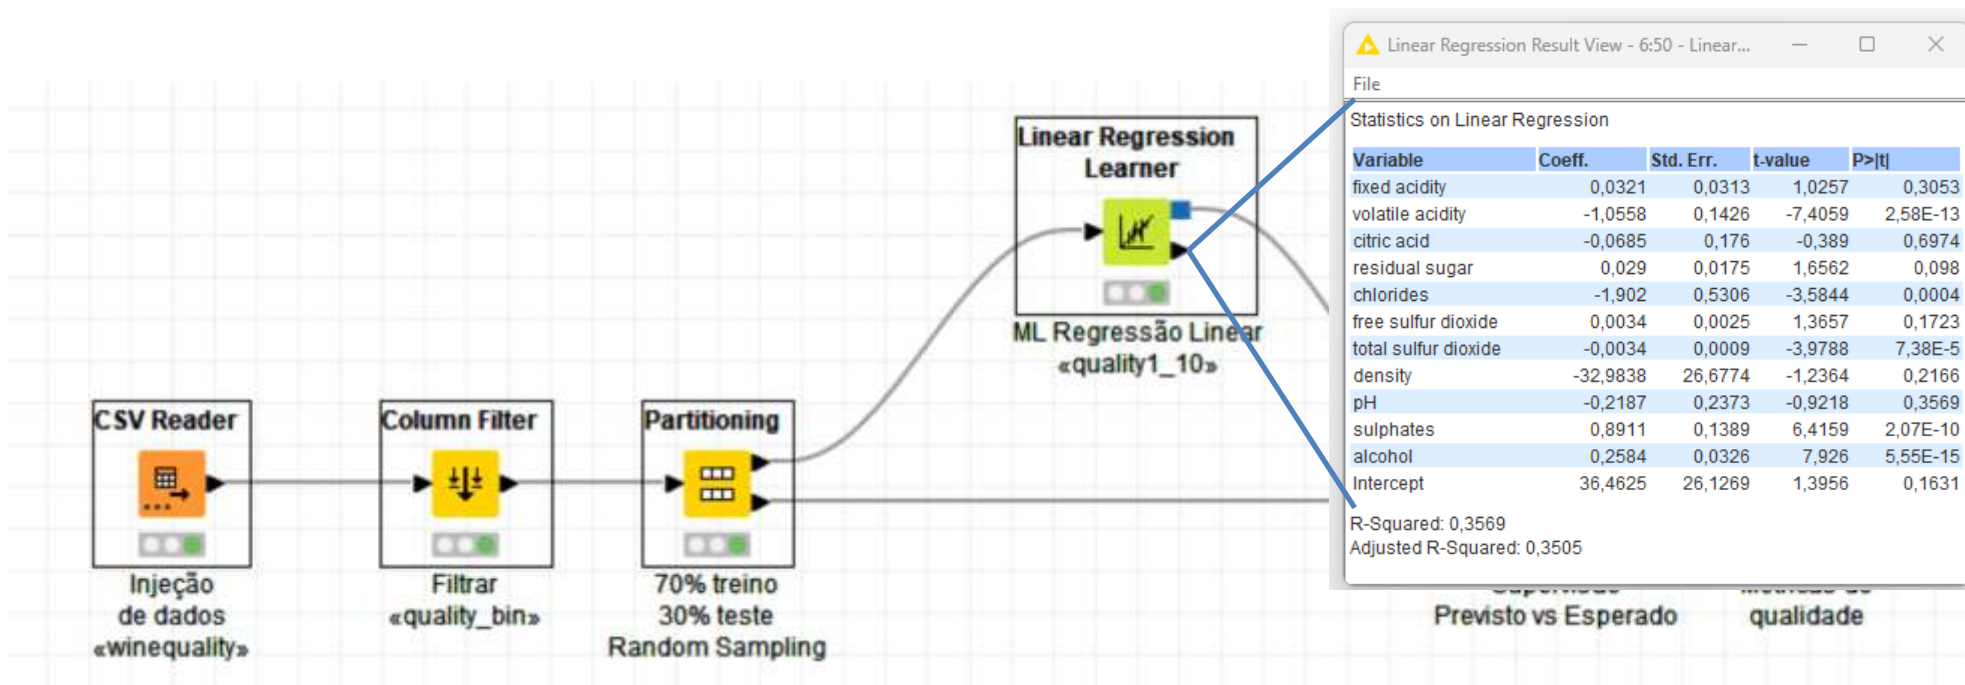 CSV Reader
Injeção
de dados
«winequality»
Column Filter
Filtrar
«quality_bin»
Partitioning
70% treino
30% teste
Random Sampling
Linear Regression
Learner
ML Regressão Linear
«quality1_10»
Linear Regression Result View - 6:50 - Linear...
File
Statistics on Linear Regression
Variable Coeff. Std. Err. t-value P>|t|
fixed acidity 0,0321 0,0313 1,0257 0,3053
volatile acidity -1,0558 0,1426 -7,4059 2,58E-13
citric acid -0,0685 0,176 -0,389 0,6974
residual sugar 0,029 0,0175 1,6562 0,098
chlorides -1,902 0,5306 -3,5844 0,0004
free sulfur dioxide 0,0034 0,0025 1,3657 0,1723
total sulfur dioxide -0,0034 0,0009 -3,9788 7,38E-5
density -32,9838 26,6774 -1,2364 0,2166
pH -0,2187 0,2373 -0,9218 0,3569
sulphates 0,8911 0,1389 6,4159 2,07E-10
alcohol 0,2584 0,0326 7,926 5,55E-15
Intercept 36,4625 26,1269 1,3956 0,1631
R-Squared: 0,3569
Adjusted R-Squared: 0,3505
Previsto vs Esperado
qualidade